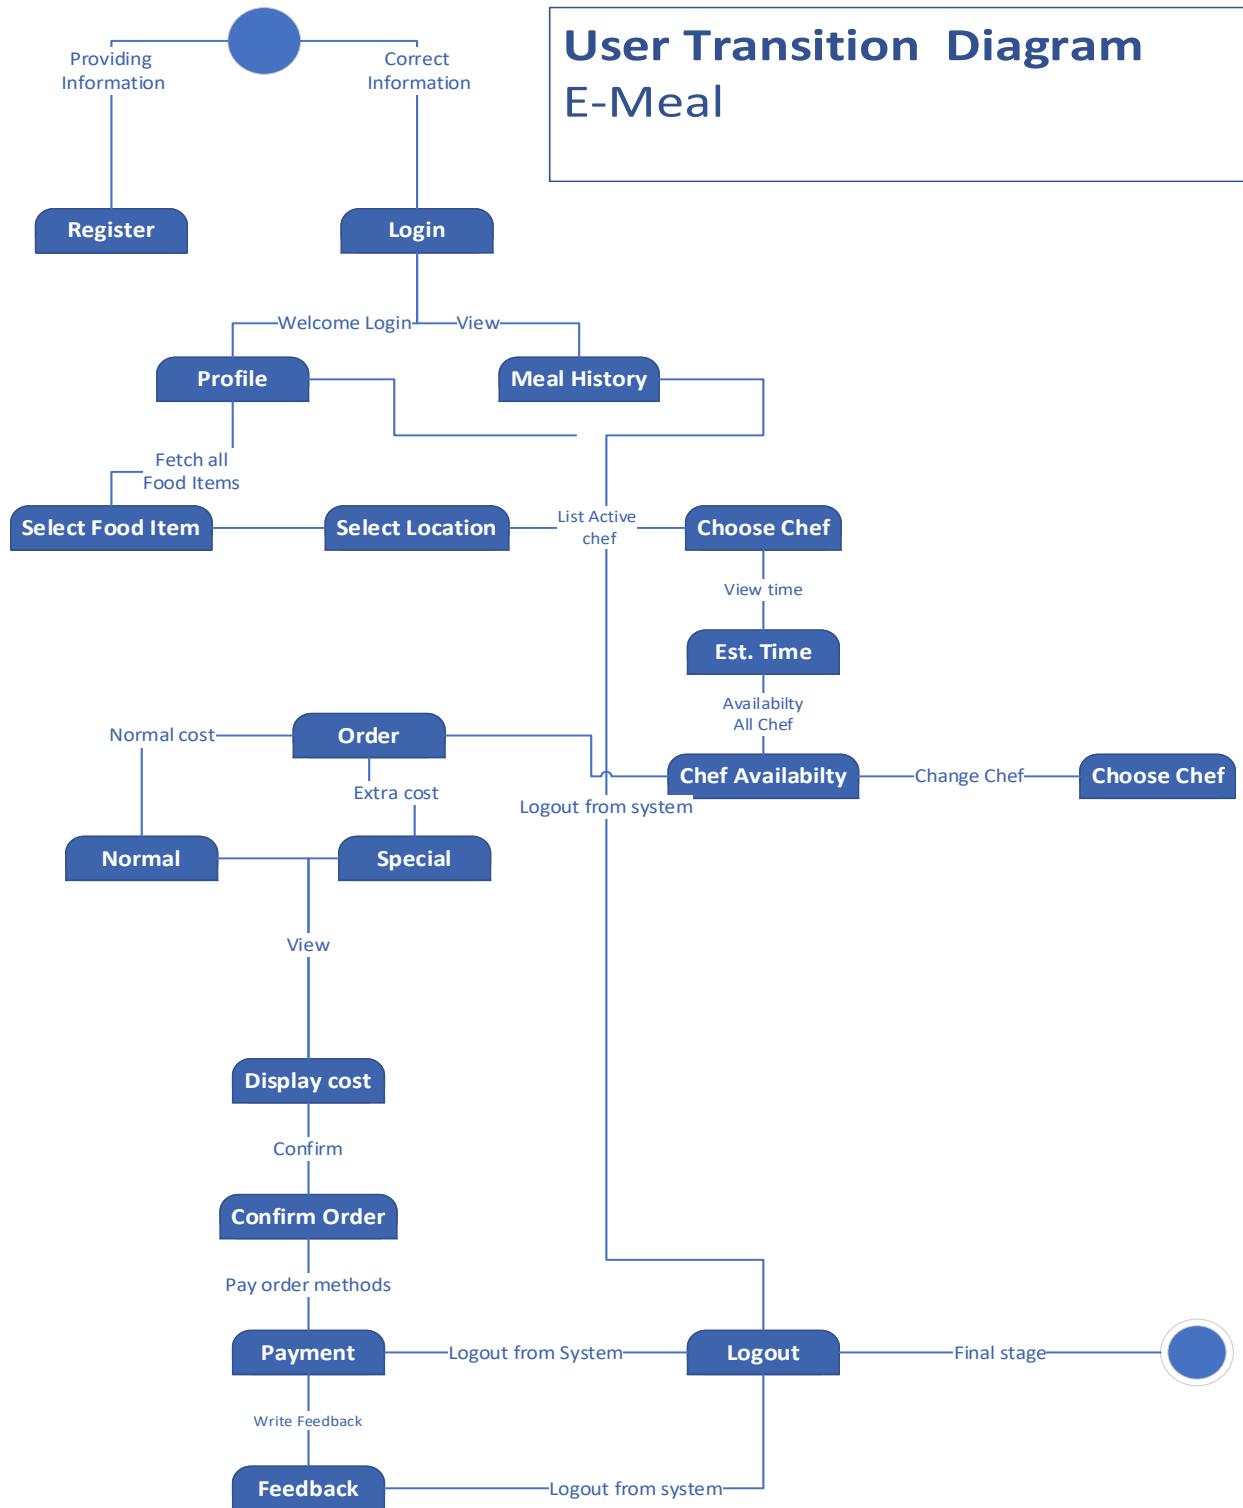 User Transition Diagram
E-Meal
Providing
Information
Correct
Information
Register
Login
Welcome Login
View
Profile
Meal History
Fetch all
Food Items
Select Food Item
Select Location
List Active
chef
Choose Chef
View time
Est. Time
Availabilty
All Chef
Normal cost
Order
Chef Availabilty
Change Chef
Choose Chef
Extra cost
Logout from system
Normal
Special
View
Display cost
Confirm
Confirm Order
Pay order methods
Payment
Logout from System
Logout
Final stage
Write Feedback
Feedback
Logout from system